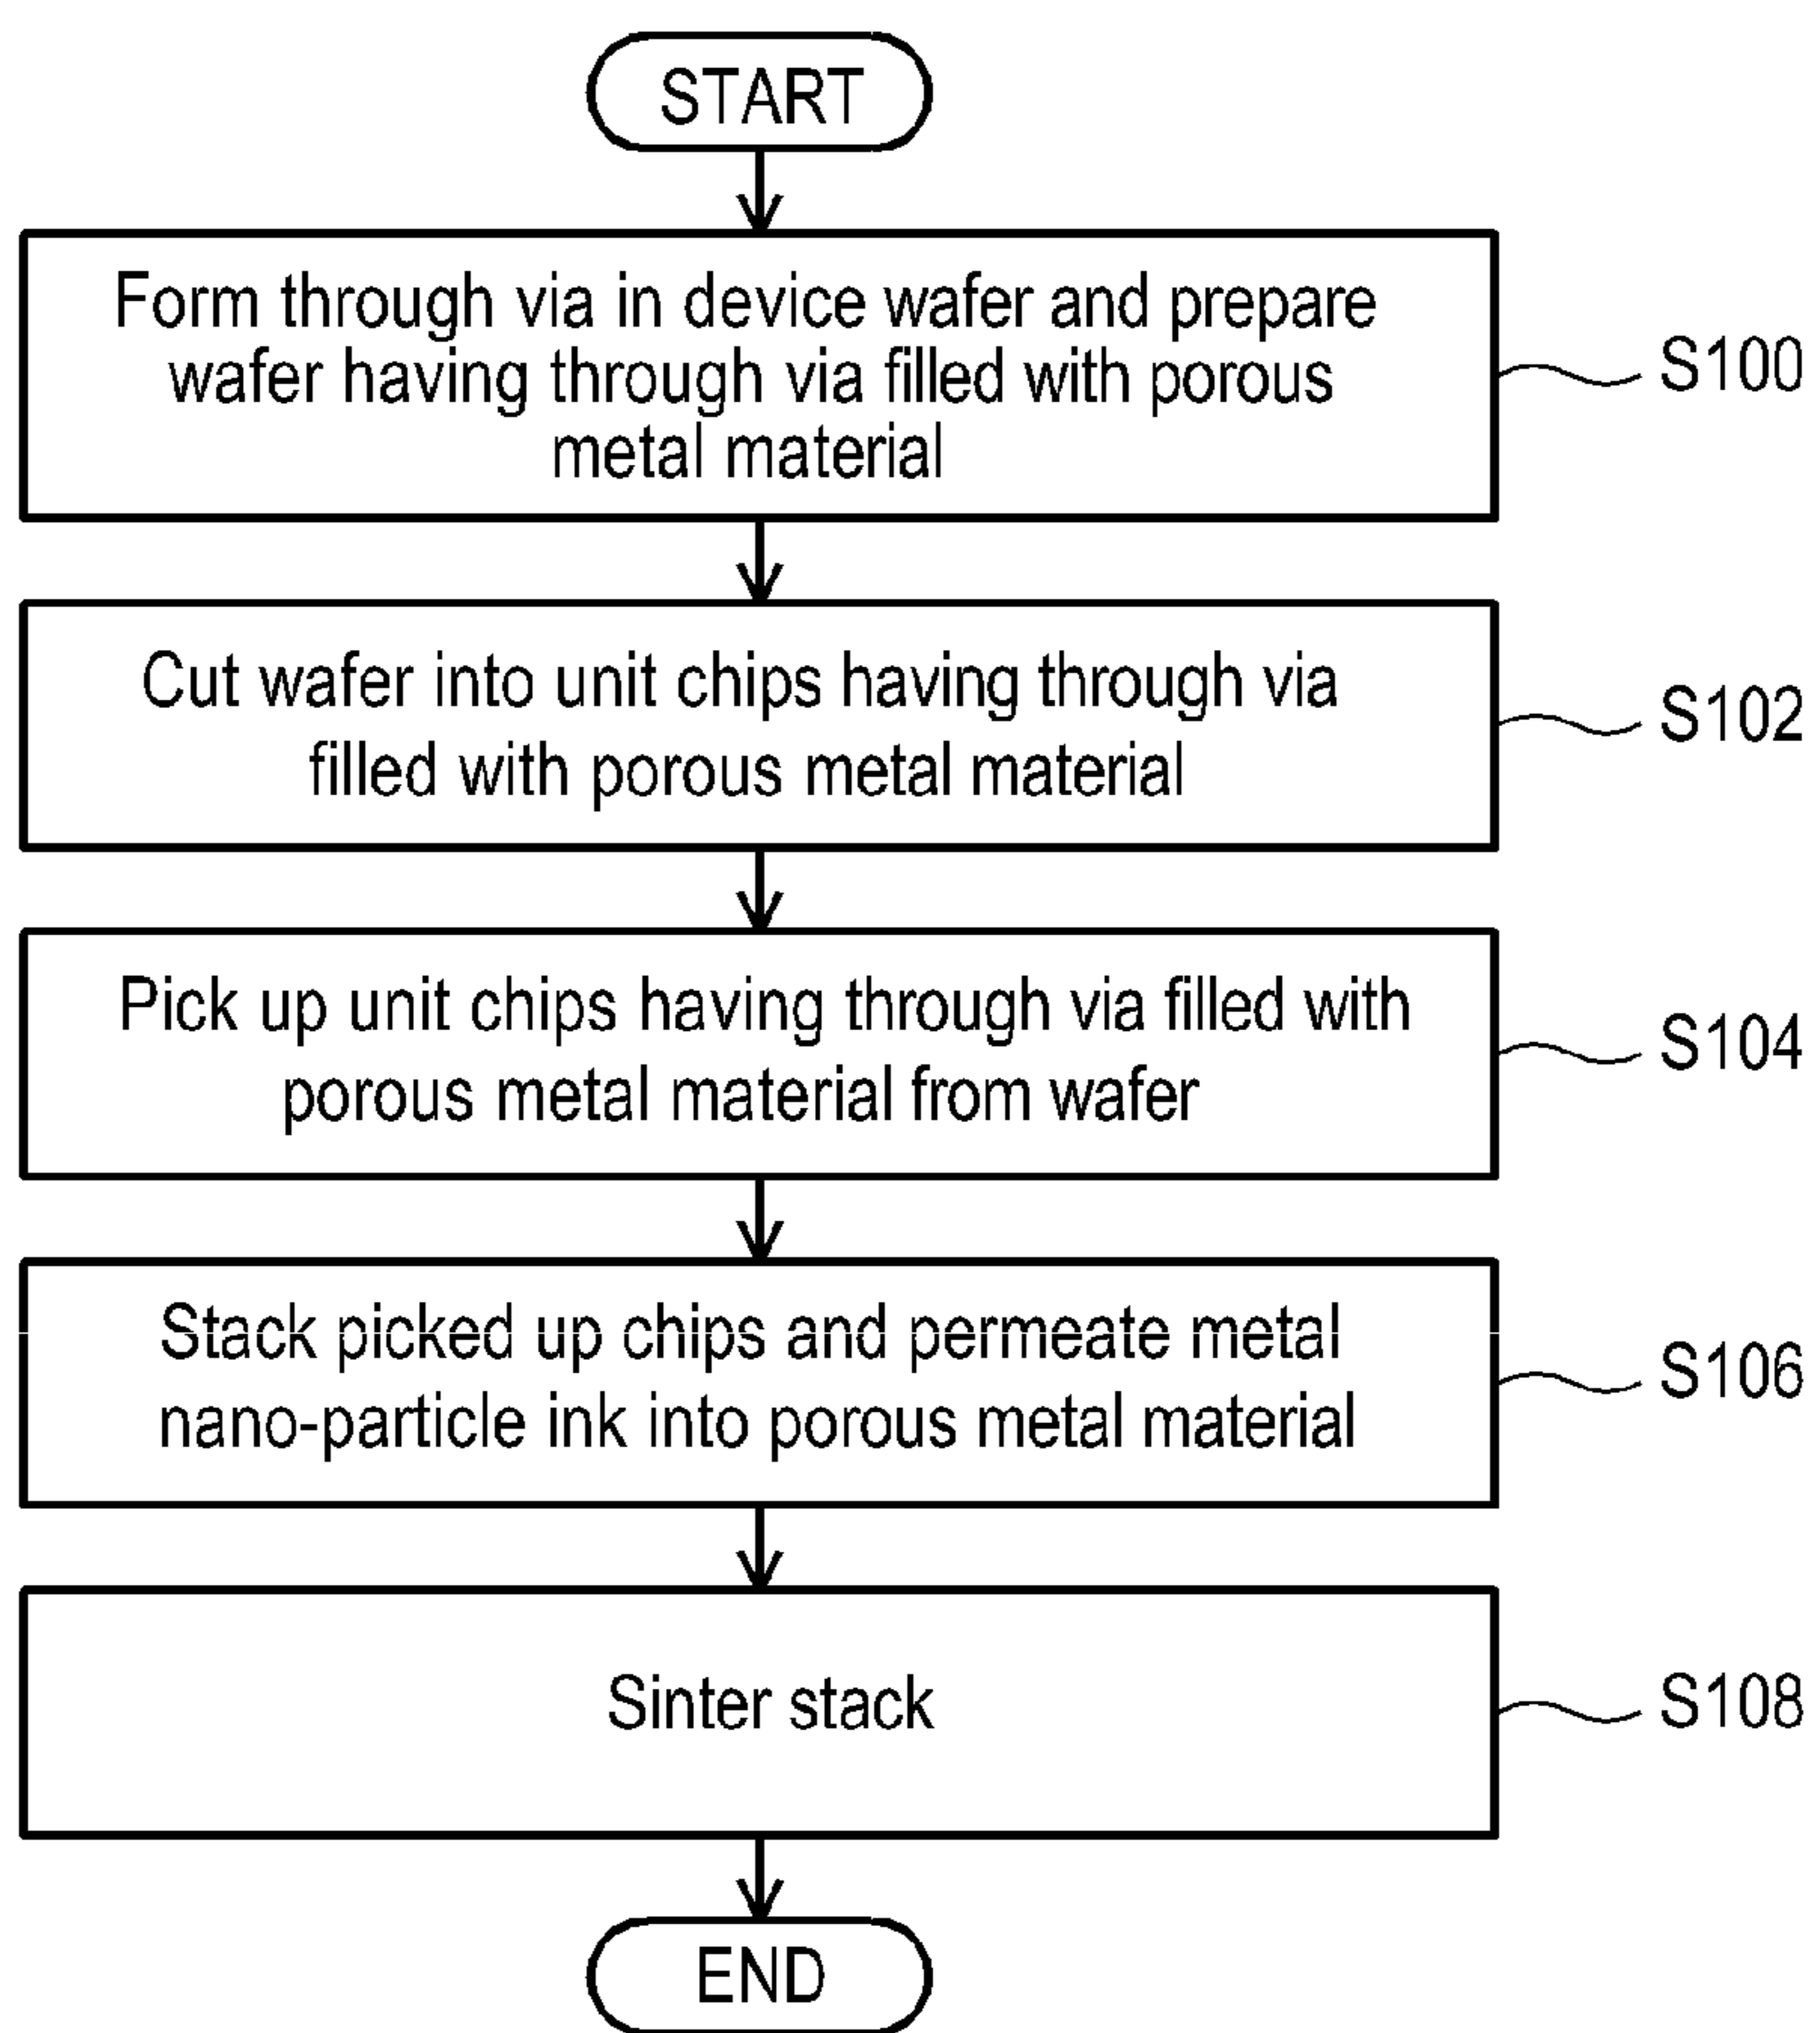 START
Form through via in device wafer and prepare
wafer having through via filled with porous
metal material
S100
Cut wafer into unit chips having through via
filled with porous metal material
S102
Pick up unit chips having through via filled with
porous metal material from wafer
S104
Stack picked up chips and permeate metal
nano-particle ink into porous metal material
S106
Sinter stack
S108
END